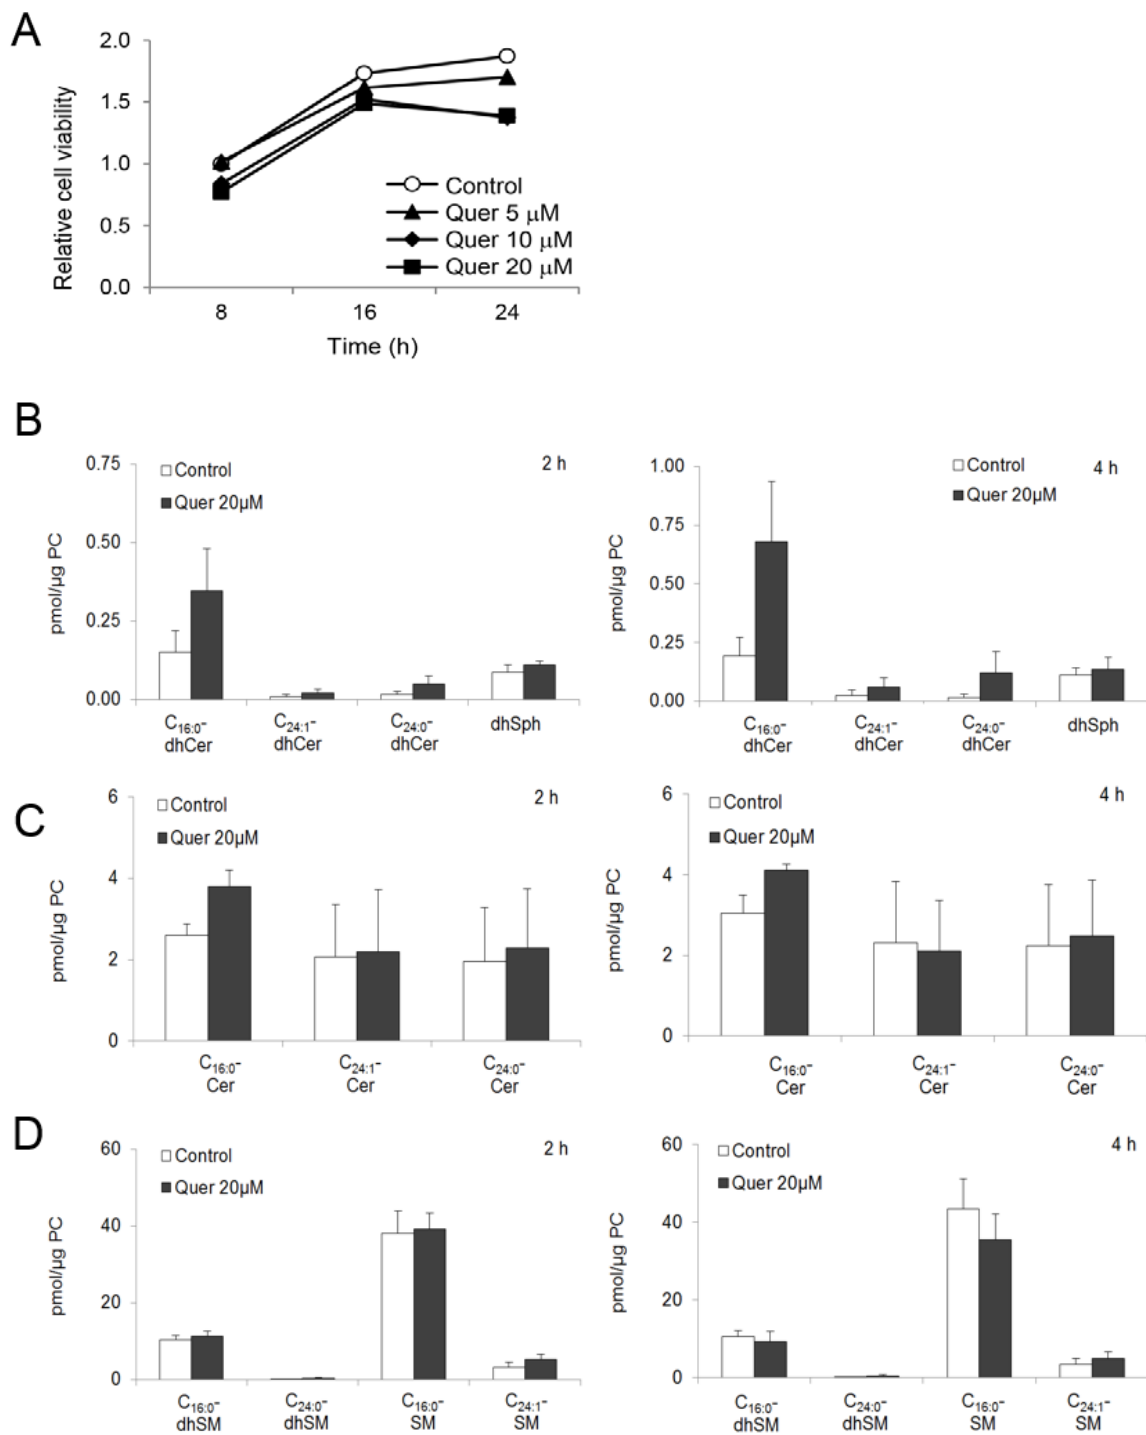 A
2.0
1.5
1.0
0.5
0.0
Relative cell viability
Control
Quer 5 μM
Quer 10 μM
Quer 20 μM
8 16 24
Time (h)
B
0.75
0.50
0.25
0.00
pmol/µg PC
Control
Quer 20µM
2 h
C16:0- C24:1- C24:0- dhSph
dhCer dhCer dhCer
1.00
0.75
0.50
0.25
0.00
pmol/µg PC
Control
Quer 20µM
4 h
C16:0- C24:1- C24:0- dhSph
dhCer dhCer dhCer
C
6
4
2
0
pmol/µg PC
Control
Quer 20µM
2 h
C16:0- C24:1- C24:0-
Cer Cer Cer
6
4
2
0
pmol/µg PC
Control
Quer 20µM
4 h
C16:0- C24:1- C24:0-
Cer Cer Cer
D
60
40
20
0
pmol/µg PC
Control
Quer 20µM
2 h
C16:0- C24:0- C16:0- C24:1-
dhSM dhSM SM SM
60
40
20
0
pmol/µg PC
Control
Quer 20µM
4 h
C16:0- C24:0- C16:0- C24:1-
dhSM dhSM SM SM